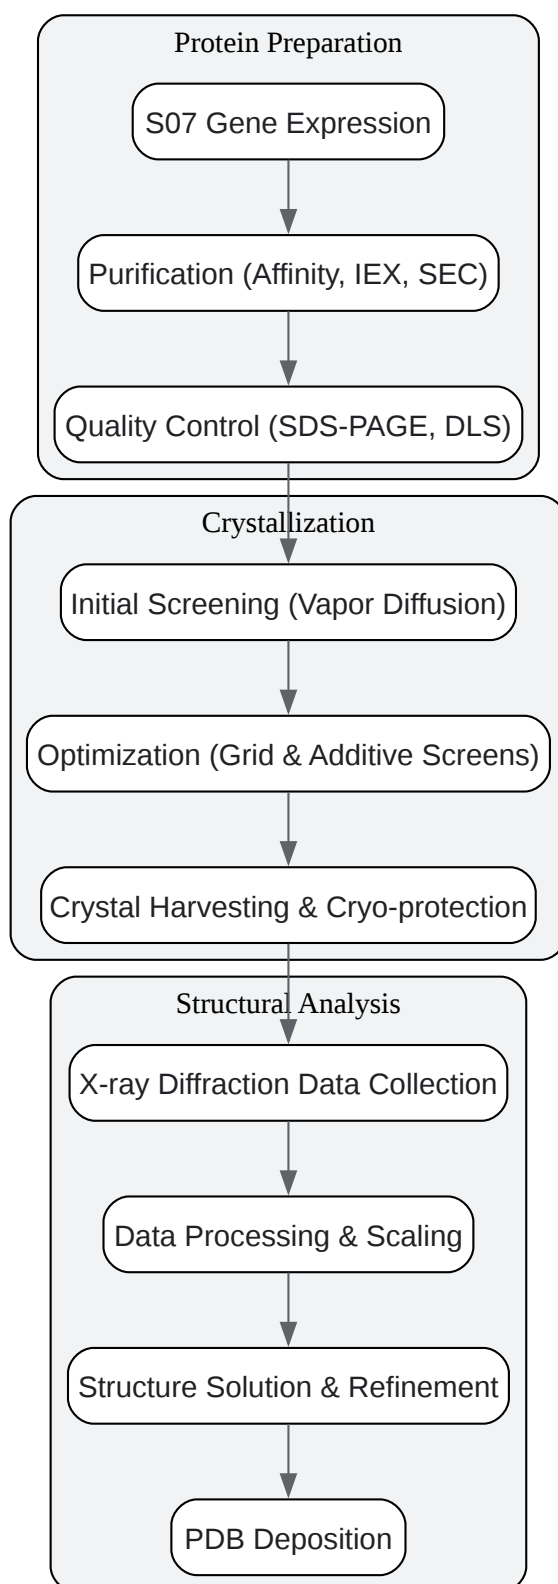 Protein Preparation
S07 Gene Expression
Purification (Affinity, IEX, SEC)
Quality Control (SDS-PAGE, DLS)
Crystallization
Initial Screening (Vapor Diffusion)
Optimization (Grid & Additive Screens)
Crystal Harvesting & Cryo-protection
Structural Analysis
X-ray Diffraction Data Collection
Data Processing & Scaling
Structure Solution & Refinement
PDB Deposition